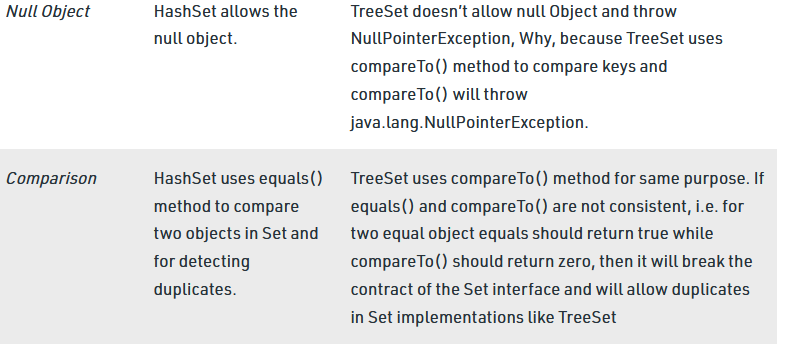 Null Object
HashSet allows the
null object.
TreeSet doesn’t allow null Object and throw
NullPointerException, Why, because TreeSet uses
compareTo() method to compare keys and
compareTo() will throw
java.lang.NullPointerException.
Comparison
HashSet uses equals()
method to compare
two objects in Set and
for detecting
duplicates.
TreeSet uses compareTo() method for same purpose. If
equals() and compareTo() are not consistent, i.e. for
two equal object equals should return true while
compareTo() should return zero, then it will break the
contract of the Set interface and will allow duplicates
in Set implementations like TreeSet